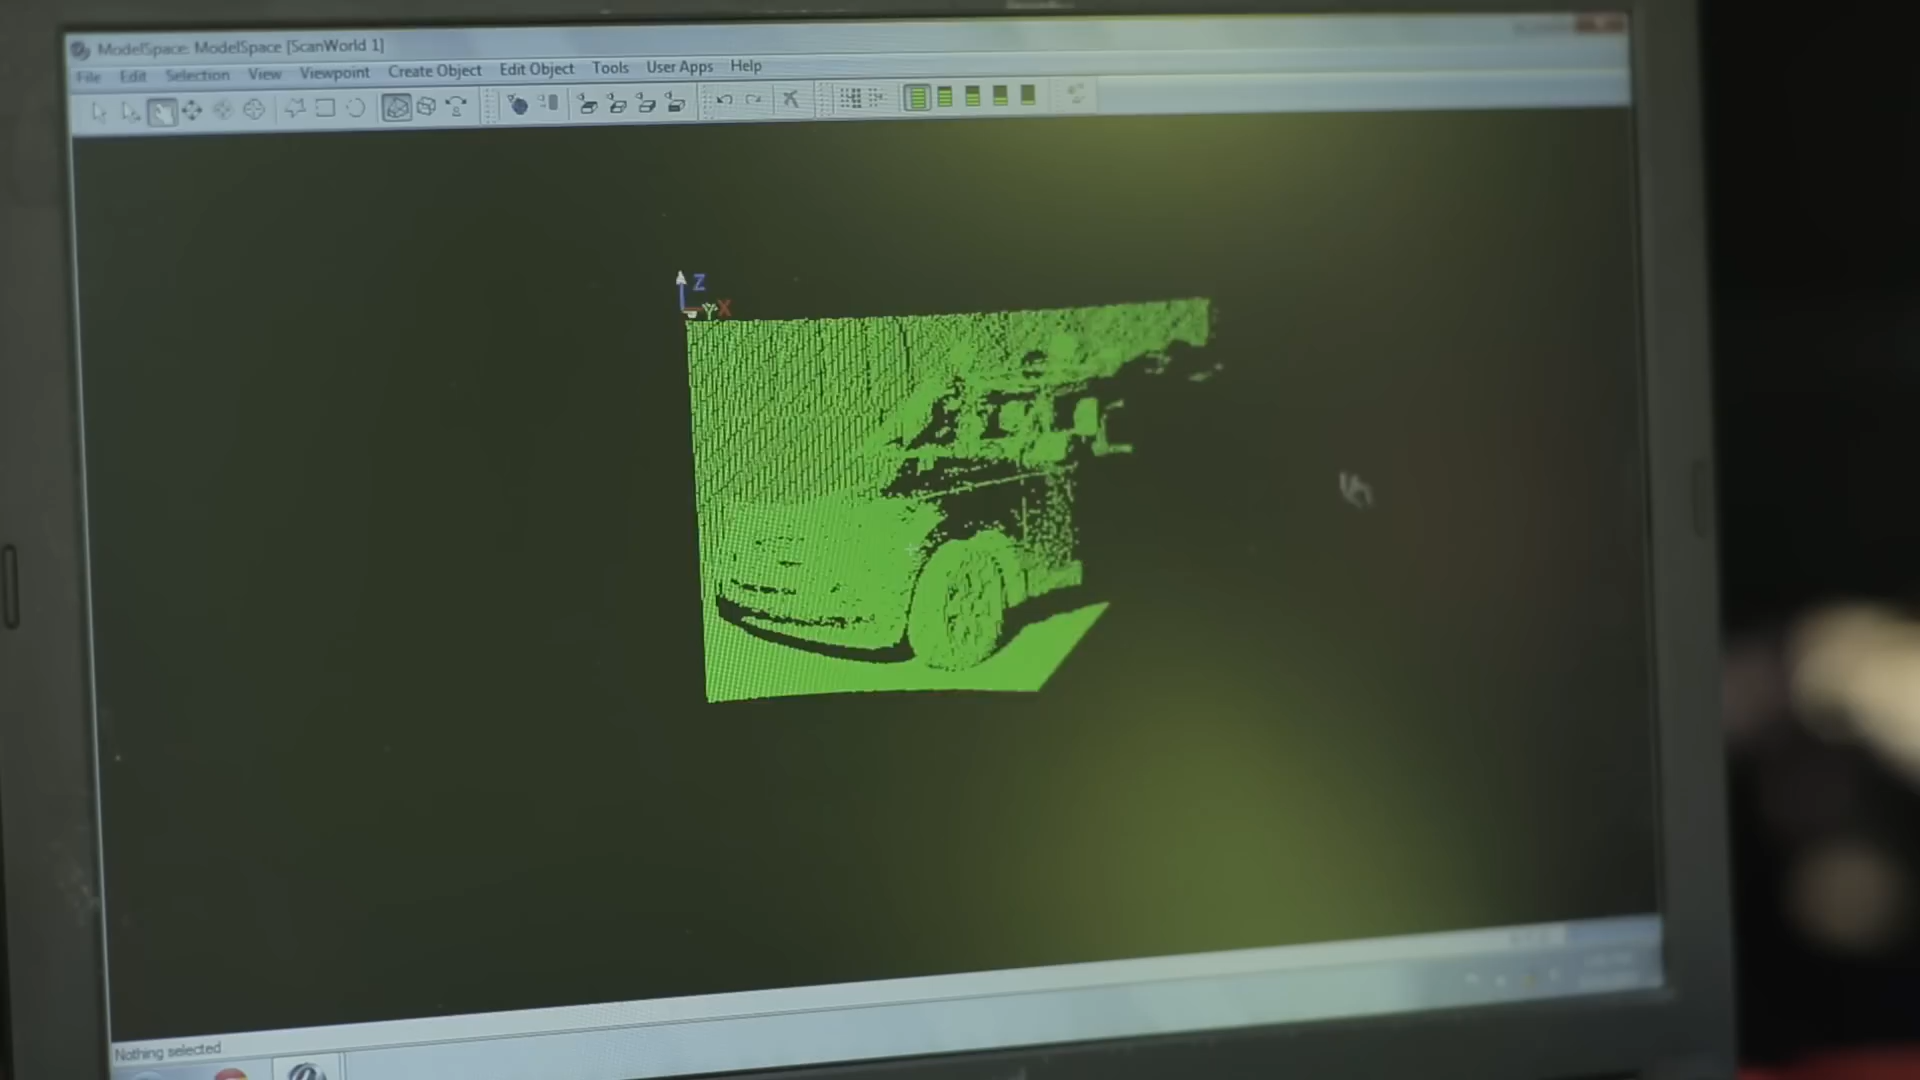 ModelSpace: ModelSpace [ScanWorld 1]
File Edit Selection View Viewpoint Create Object Edit Object Tools User Apps Help
Z
Y X
Nothing selected